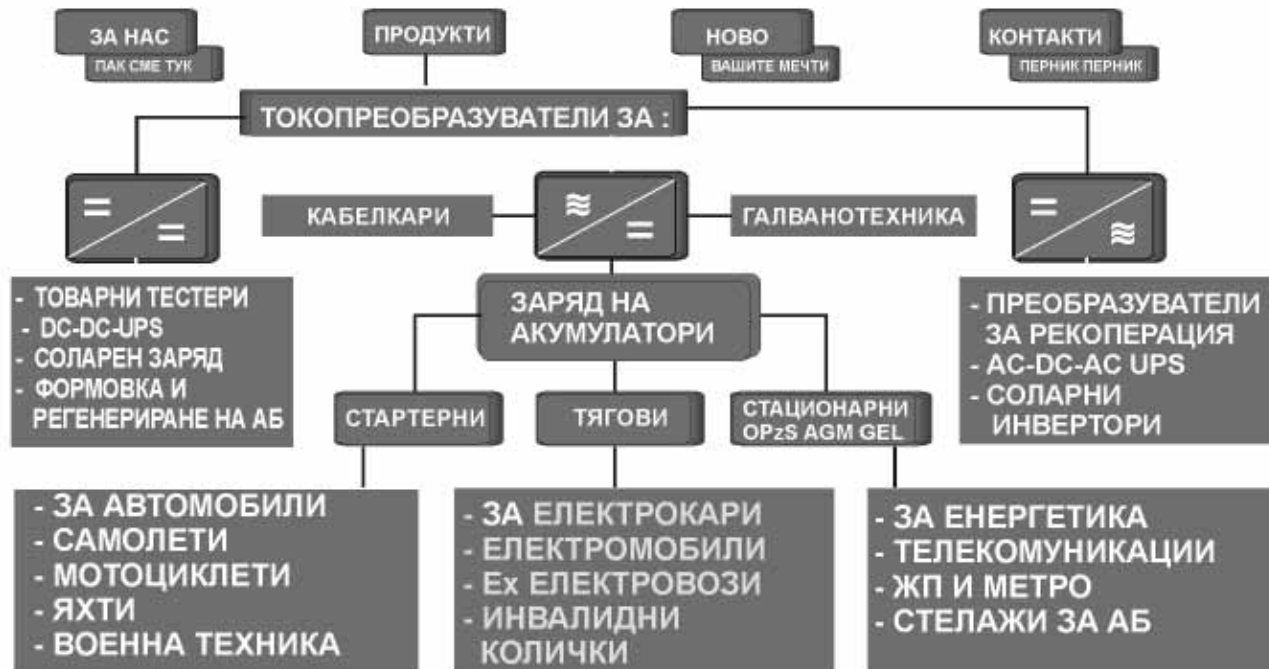 ЗА НАС
ПАК СМЕ ТУК
ПРОДУКТИ
НОВО
ВАШИТЕ МЕЧТИ
КОНТАКТИ
ПЕРНИК ПЕРНИК
ТОКОПРЕОБРАЗУВАТЕЛИ ЗА :
=
=
КАБЕЛКАРИ
≋
=
ГАЛВАНОТЕХНИКА
=
≋
- ТОВАРНИ ТЕСТЕРИ
- DC-DC-UPS
- СОЛАРЕН ЗАРЯД
- ФОРМОВКА И
РЕГЕНЕРИРАНЕ НА АБ
ЗАРЯД НА
АКУМУЛАТОРИ
- ПРЕОБРАЗУВАТЕЛИ
ЗА РЕКОПЕРАЦИЯ
- AC-DC-AC UPS
- СОЛАРНИ
ИНВЕРТОРИ
СТАРТЕРНИ
ТЯГОВИ
СТАЦИОНАРНИ
OPzS AGM GEL
- ЗА АВТОМОБИЛИ
- САМОЛЕТИ
- МОТОЦИКЛЕТИ
- ЯХТИ
- ВОЕННА ТЕХНИКА
- ЗА ЕЛЕКТРОКАРИ
- ЕЛЕКТРОМОБИЛИ
- Ex ЕЛЕКТРОВОЗИ
- ИНВАЛИДНИ
КОЛИЧКИ
- ЗА ЕНЕРГЕТИКА
- ТЕЛЕКОМУНИКАЦИИ
- ЖП И МЕТРО
- СТЕЛАЖИ ЗА АБ